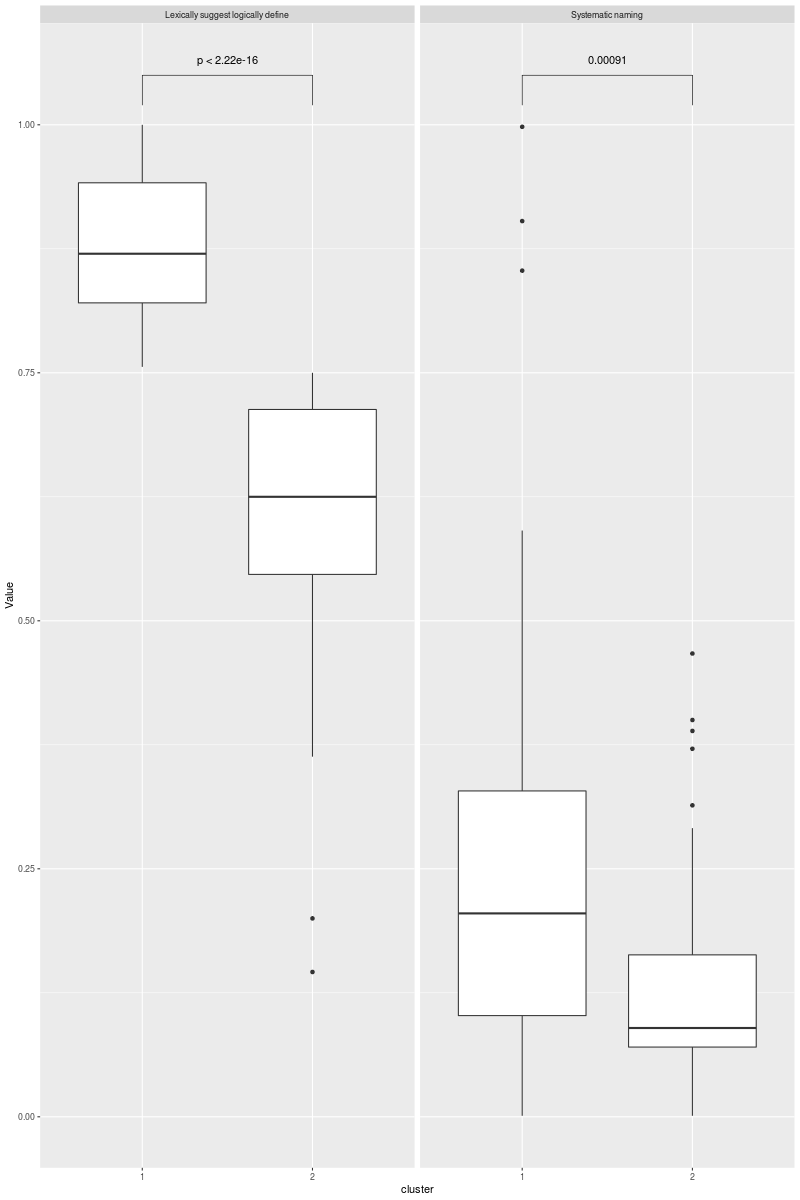 Lexically suggest logically define
Systematic naming
p < 2.22e-16
0.00091
1.00
0.75
0.50
0.25
0.00
Value
1
2
1
2
cluster